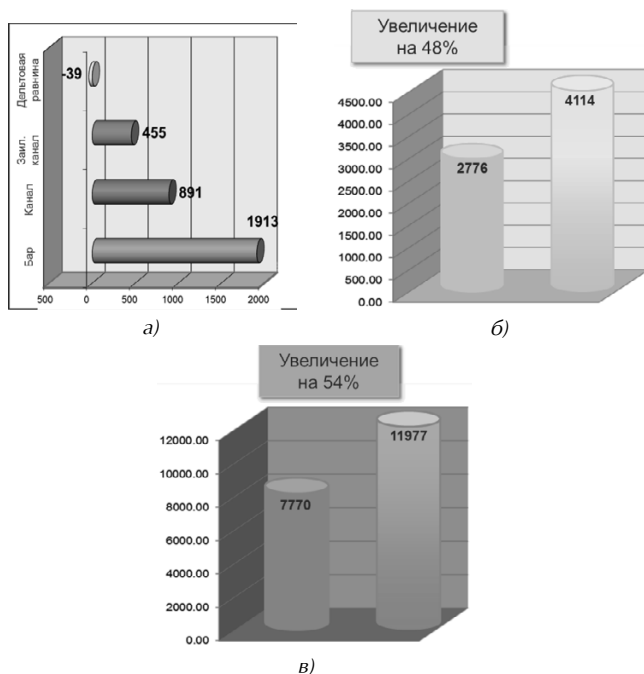 Дельтовая
равнина
-39
Заил.
канал
455
Канал
891
Бар
1913
500
0
500
1000
1500
2000
а)
Увеличение
на 48%
4500.00
4000.00
3500.00
3000.00
2500.00
2000.00
1500.00
1000.00
500.00
0.00
2776
4114
б)
Увеличение
на 54%
12000.00
10000.00
8000.00
6000.00
4000.00
2000.00
0.00
7770
11977
в)